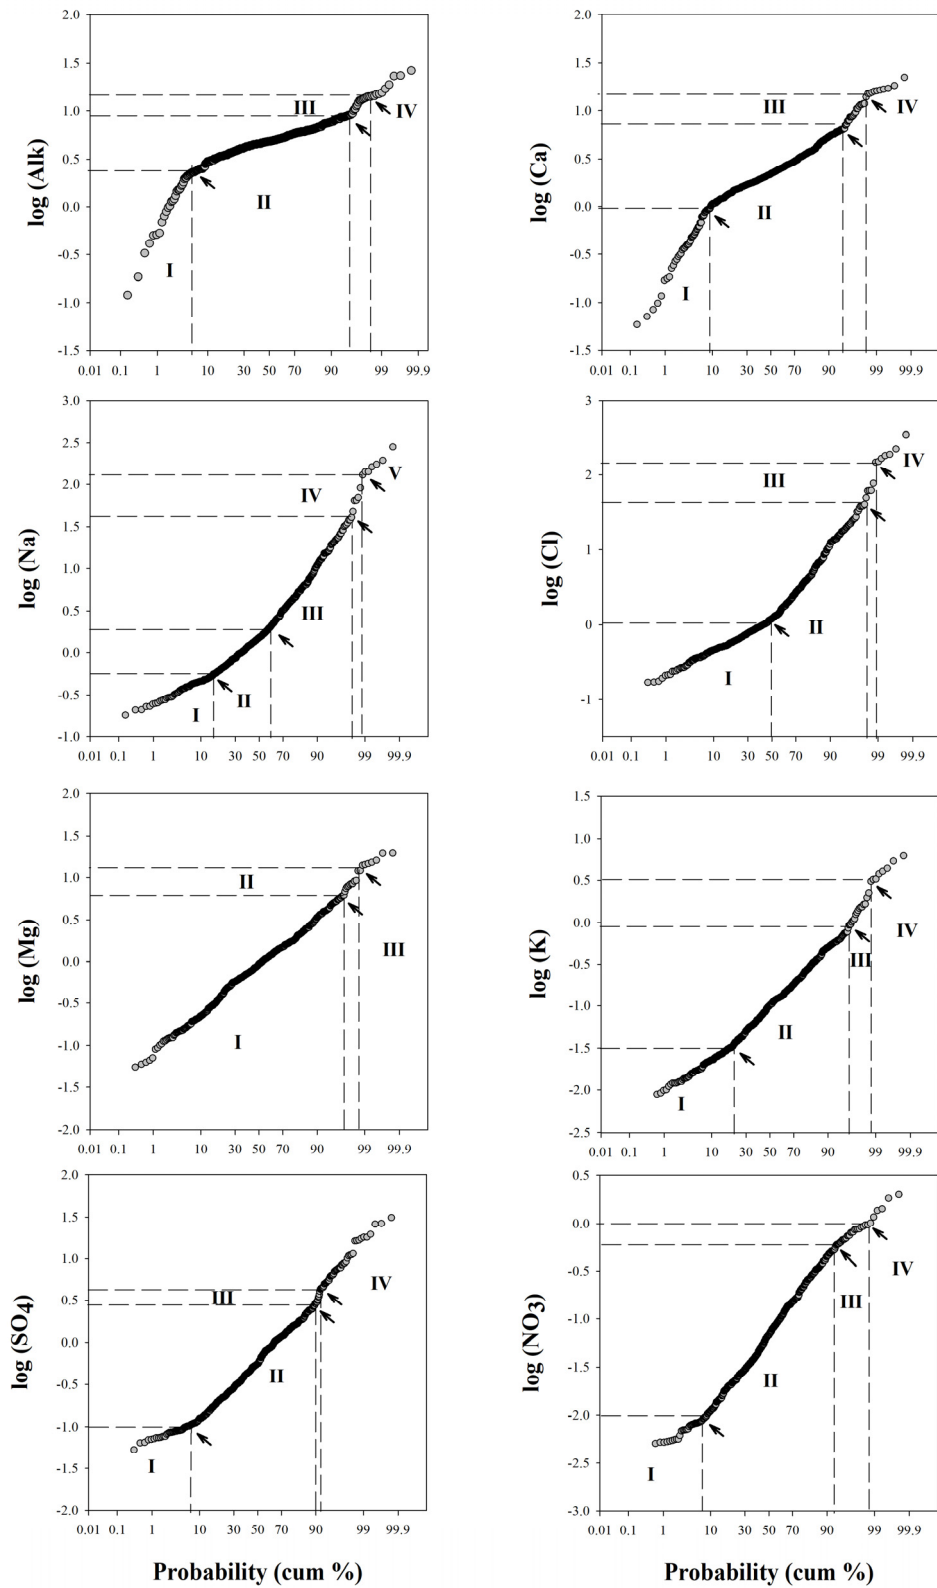 2.0
1.5
1.0
0.5
0.0
-0.5
-1.0
-1.5
log (Alk)
III
IV
II
I
0.01 0.1 1 10 30 50 70 90 99 99.9
2.0
1.5
1.0
0.5
0.0
-0.5
-1.0
-1.5
log (Ca)
III
IV
II
I
0.01 0.1 1 10 30 50 70 90 99 99.9
3.0
2.5
2.0
1.5
1.0
0.5
0.0
-0.5
-1.0
log (Na)
V
IV
III
II
I
0.01 0.1 1 10 30 50 70 90 99 99.9
3
2
1
0
-1
log (Cl)
IV
III
II
I
0.01 0.1 1 10 30 50 70 90 99 99.9
2.0
1.5
1.0
0.5
0.0
-0.5
-1.0
-1.5
-2.0
log (Mg)
II
III
I
0.01 0.1 1 10 30 50 70 90 99 99.9
1.5
1.0
0.5
0.0
-0.5
-1.0
-1.5
-2.0
-2.5
log (K)
IV
III
II
I
0.01 0.1 1 10 30 50 70 90 99 99.9
2.0
1.5
1.0
0.5
0.0
-0.5
-1.0
-1.5
-2.0
log (SO4)
III
IV
II
I
0.01 0.1 1 10 30 50 70 90 99 99.9
Probability (cum %)
0.0
-0.5
-1.0
-1.5
-2.0
-2.5
-3.0
log (NO3)
IV
III
II
I
0.01 0.1 1 10 30 50 70 90 99 99.9
Probability (cum %)